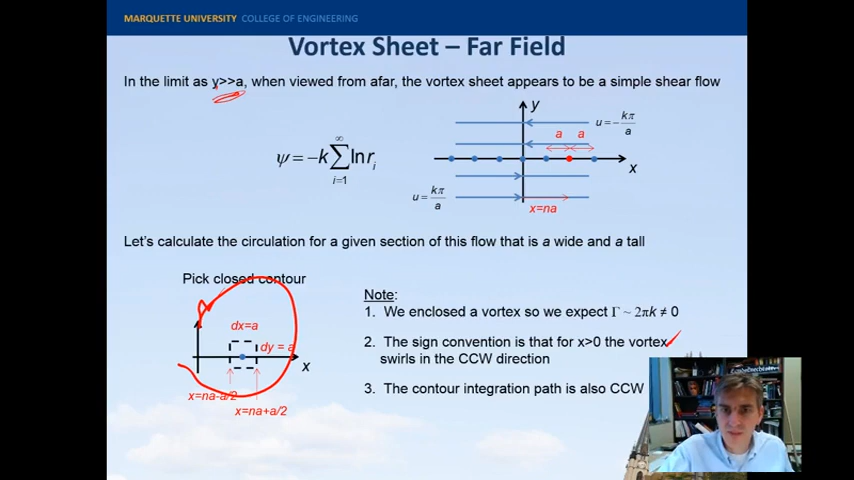 MARQUETTE UNIVERSITY COLLEGE OF ENGINEERING
Vortex Sheet – Far Field
In the limit as y>>a, when viewed from afar, the vortex sheet appears to be a simple shear flow
ψ = -k ∞ ∑ i=1 ln rᵢ
y
u = - kπ/a
a a
x
u = kπ/a
x=na
Let's calculate the circulation for a given section of this flow that is a wide and a tall
Pick closed contour
dx=a
dy = a
x
x=na-a/2
x=na+a/2
Note:
1. We enclosed a vortex so we expect Γ ~ 2πk ≠ 0
2. The sign convention is that for x>0 the vortex
swirls in the CCW direction
3. The contour integration path is also CCW